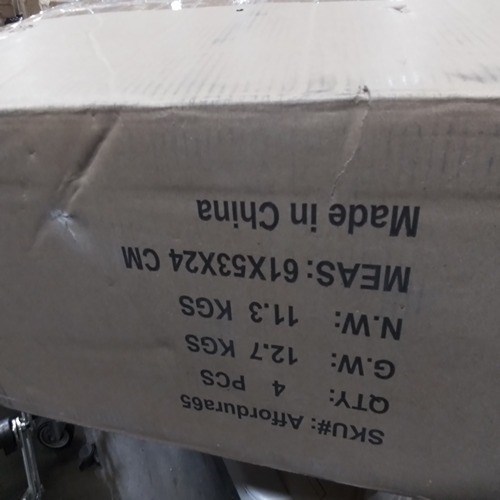 SKU#: Affordura65
QTY: 4 PCS
G.W: 12.7 KGS
N.W: 11.3 KGS
MEAS: 61X53X24 CM
Made in China